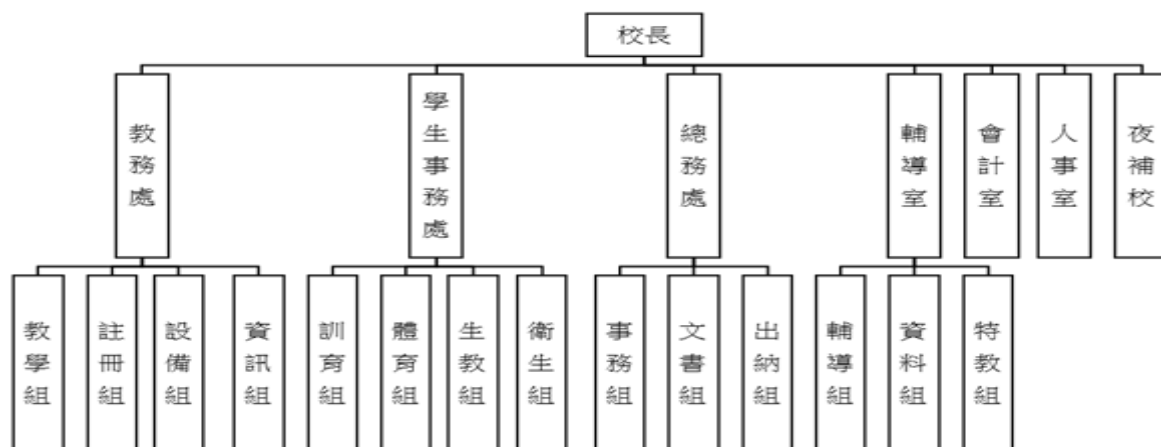 校長
教務處
學生事務處
總務處
輔導室
會計室
人事室
夜補校
教學組
註冊組
設備組
資訊組
訓育組
體育組
生教組
衛生組
事務組
文書組
出納組
輔導組
資料組
特教組